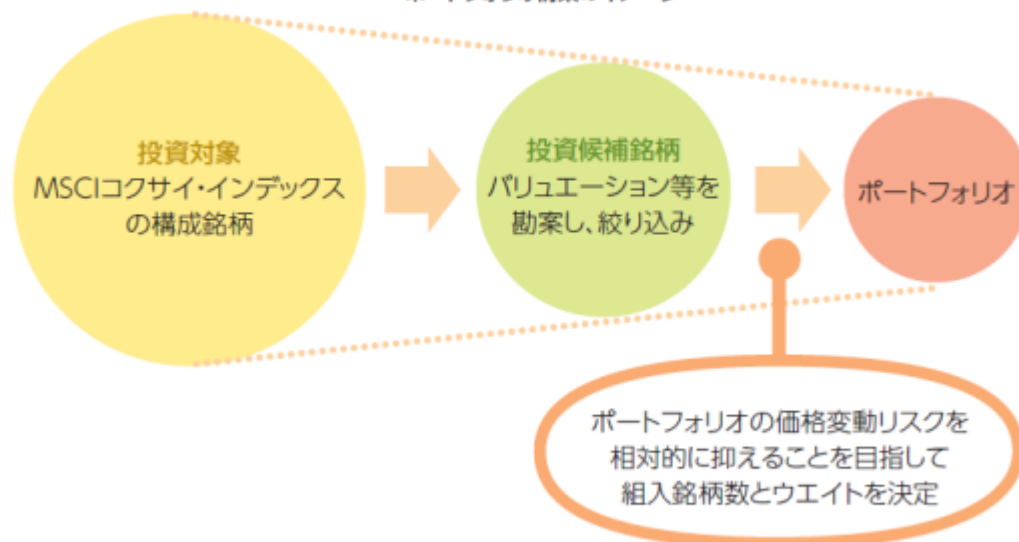 投資対象
MSCIコクサイ・インデックス
の構成銘柄
投資候補銘柄
バリュエーション等を
勘案し、絞り込み
ポートフォリオ
ポートフォリオの価格変動リスクを
相対的に抑えることを目指して
組入銘柄数とウエイトを決定